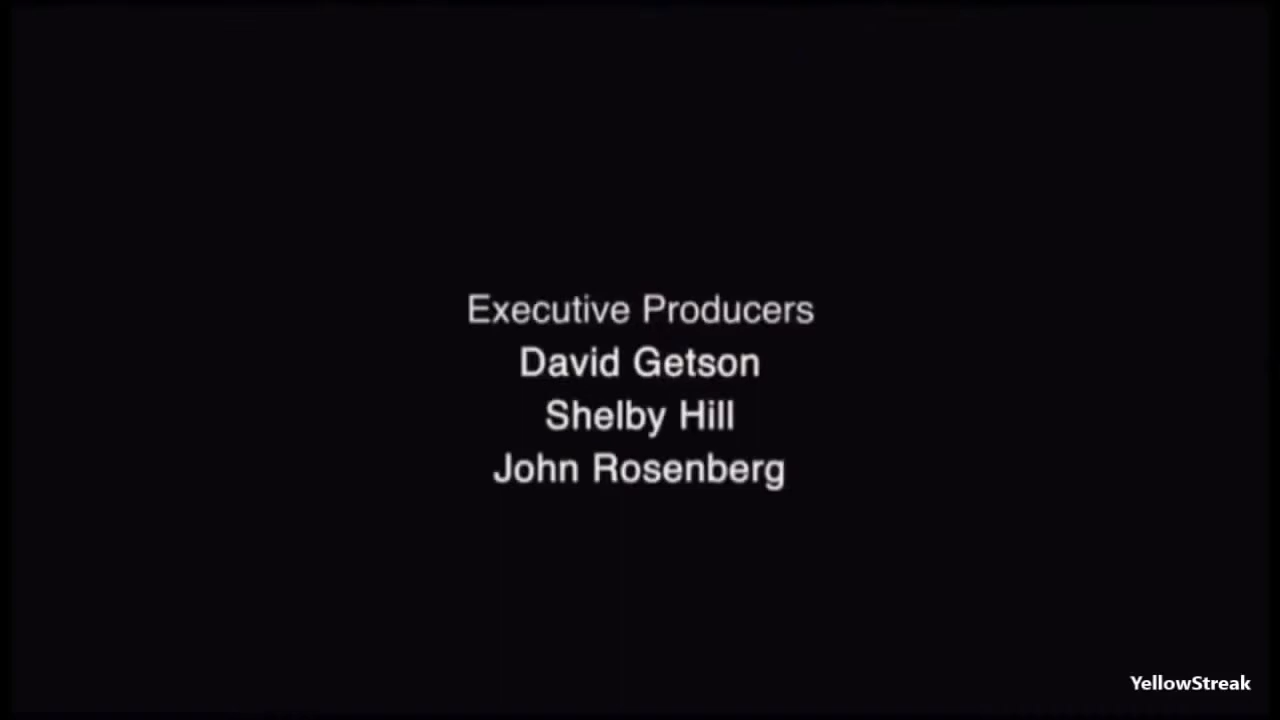 Executive Producers
David Getson
Shelby Hill
John Rosenberg
YellowStreak